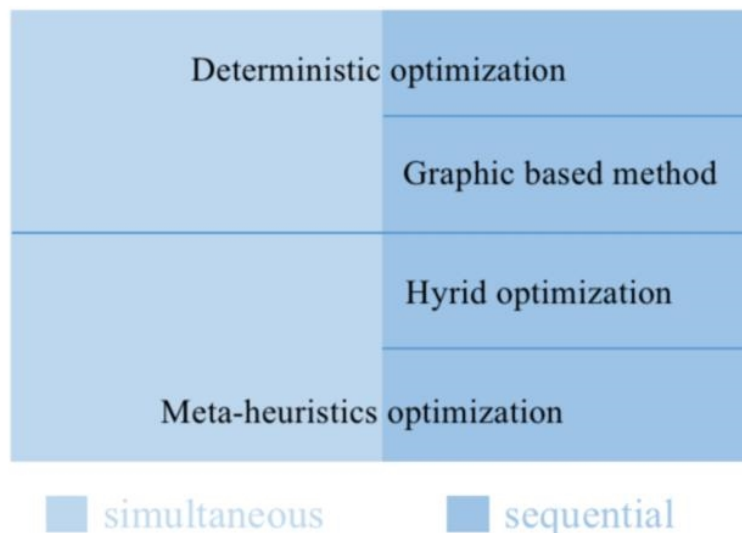 Deterministic optimization
Graphic based method
Hyrid optimization
Meta-heuristics optimization
simultaneous
sequential